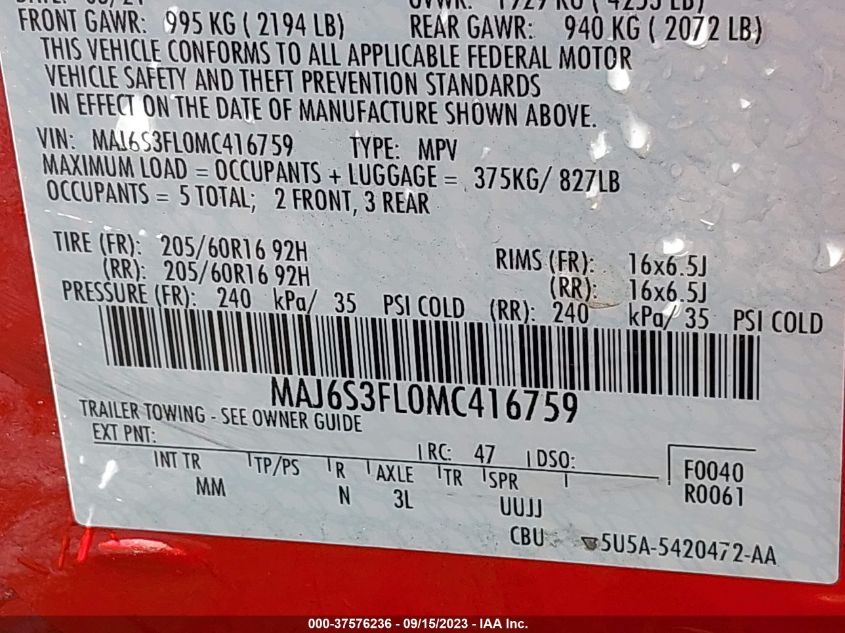 FRONT GAWR: 995 KG ( 2194 LB) REAR GAWR: 940 KG ( 2072 LB)
THIS VEHICLE CONFORMS TO ALL APPLICABLE FEDERAL MOTOR
VEHICLE SAFETY AND THEFT PREVENTION STANDARDS
IN EFFECT ON THE DATE OF MANUFACTURE SHOWN ABOVE.
VIN: MAJ6S3FL0MC416759 TYPE: MPV
MAXIMUM LOAD = OCCUPANTS + LUGGAGE = 375KG/ 827LB
OCCUPANTS = 5 TOTAL; 2 FRONT, 3 REAR
TIRE (FR): 205/60R16 92H RIMS (FR): 16x6.5J
(RR): 205/60R16 92H (RR): 16x6.5J
PRESSURE (FR): 240 kPa/ 35 PSI COLD (RR): 240 kPa/ 35 PSI COLD
MAJ6S3FL0MC416759
TRAILER TOWING - SEE OWNER GUIDE
EXT PNT: RC: 47 DSO:
INT TR TP/PS R AXLE TR SPR F0040
MM N 3L UUJJ R0061
CBU 5U5A-5420472-AA
000-37576236 - 09/15/2023 - IAA Inc.